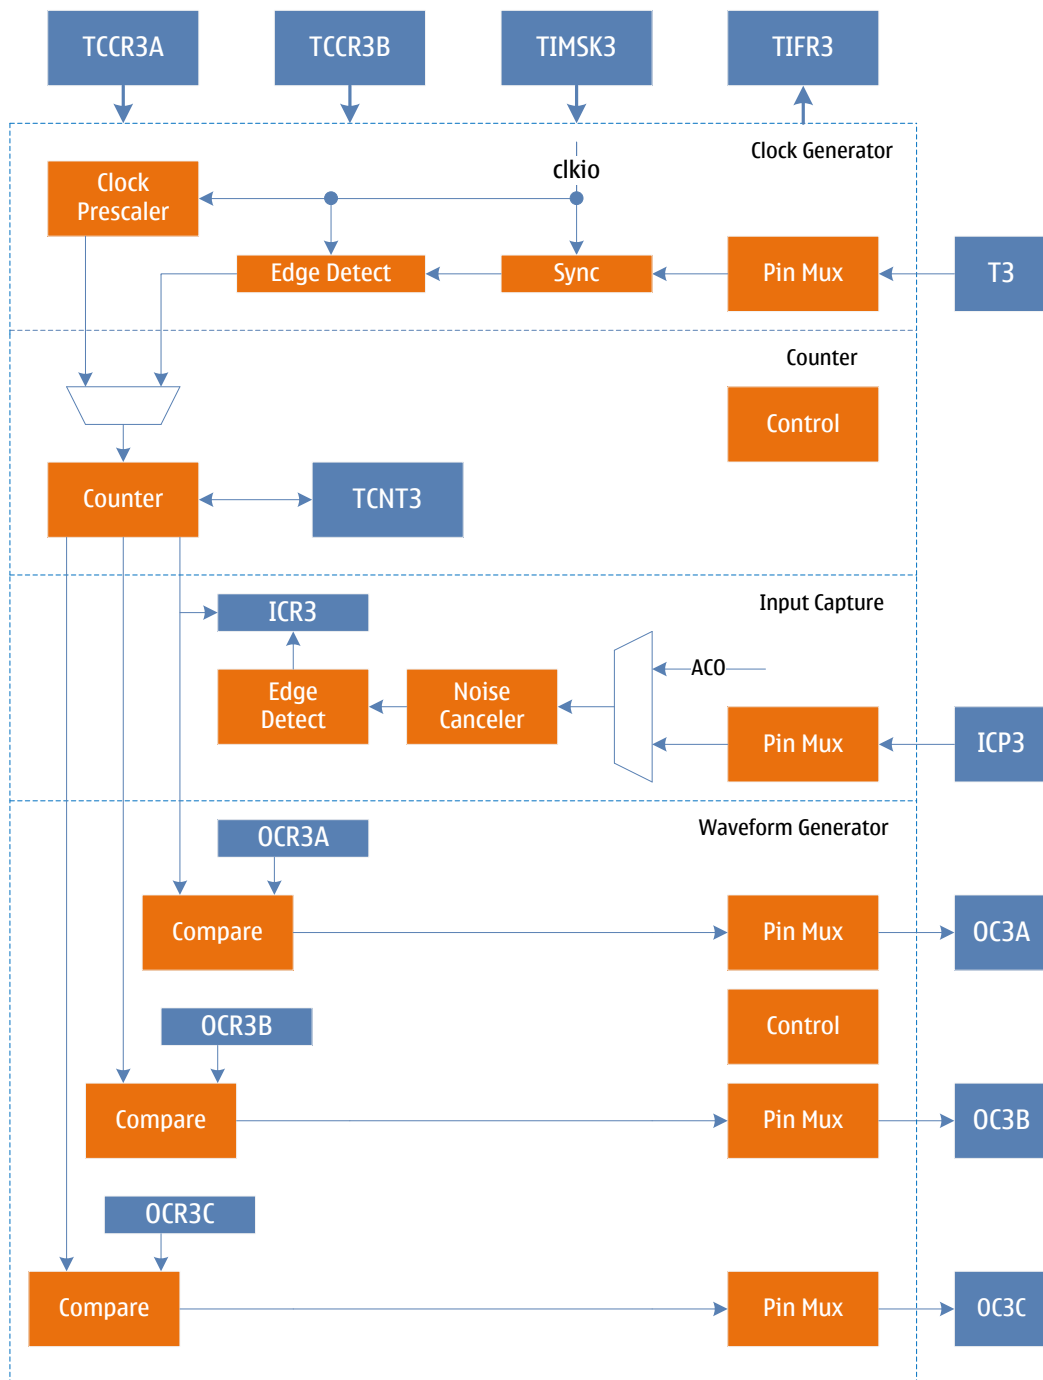 TCCR3A
TCCR3B
TIMSK3
TIFR3
Clock Generator
clkio
Clock
Prescaler
Edge Detect
Sync
Pin Mux
T3
Counter
Control
Counter
TCNT3
Input Capture
ICR3
ACO
Edge
Detect
Noise
Canceler
Pin Mux
ICP3
Waveform Generator
OCR3A
Compare
Pin Mux
OC3A
Control
OCR3B
Compare
Pin Mux
OC3B
OCR3C
Compare
Pin Mux
OC3C